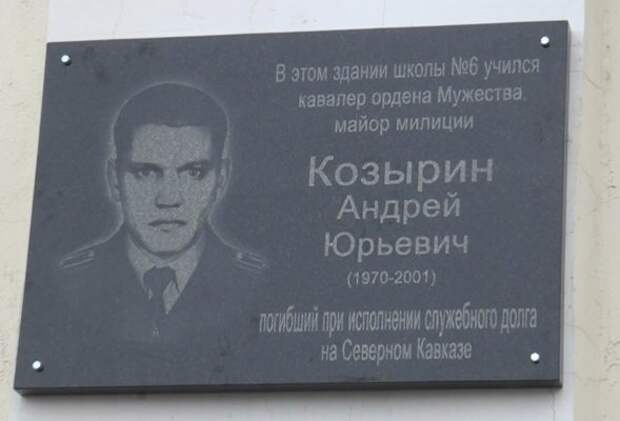 В этом здании школы №6 учился
кавалер ордена Мужества,
майор милиции
Козырин
Андрей
Юрьевич
(1970-2001)
погибший при исполнении служебного долга
на Северном Кавказе